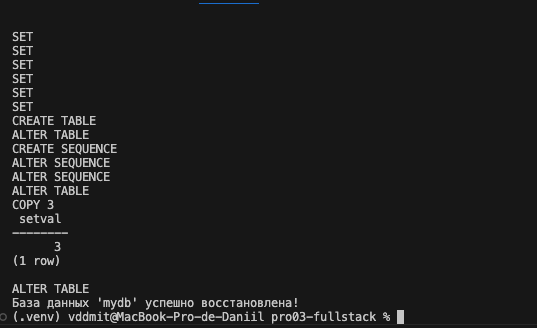 SET
SET
SET
SET
SET
SET
CREATE TABLE
ALTER TABLE
CREATE SEQUENCE
ALTER SEQUENCE
ALTER SEQUENCE
ALTER TABLE
COPY 3
 setval
--------
      3
(1 row)

ALTER TABLE
База данных 'mydb' успешно восстановлена!
(.venv) vddmit@MacBook-Pro-de-Daniil pro03-fullstack %